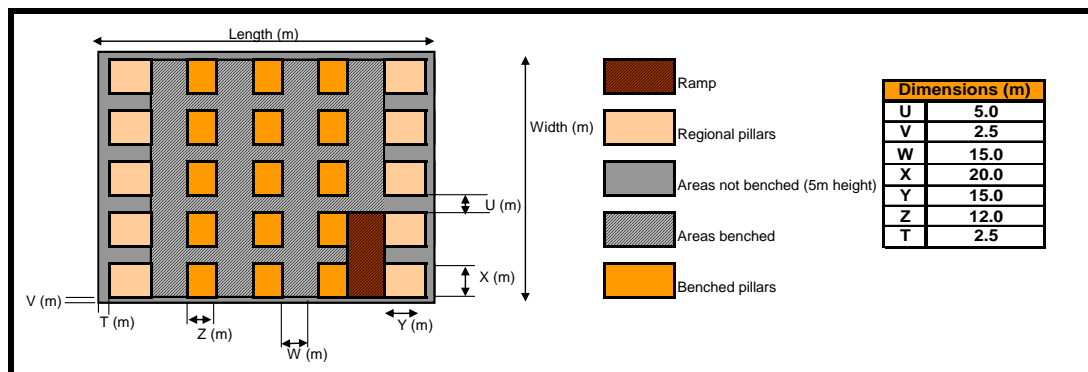 Length (m)
Width (m)
U (m)
X (m)
V (m)
T (m)
Z (m)
W (m)
Y (m)
Ramp
Regional pillars
Areas not benched (5m height)
Areas benched
Benched pillars
Dimensions (m)
U 5.0
V 2.5
W 15.0
X 20.0
Y 15.0
Z 12.0
T 2.5